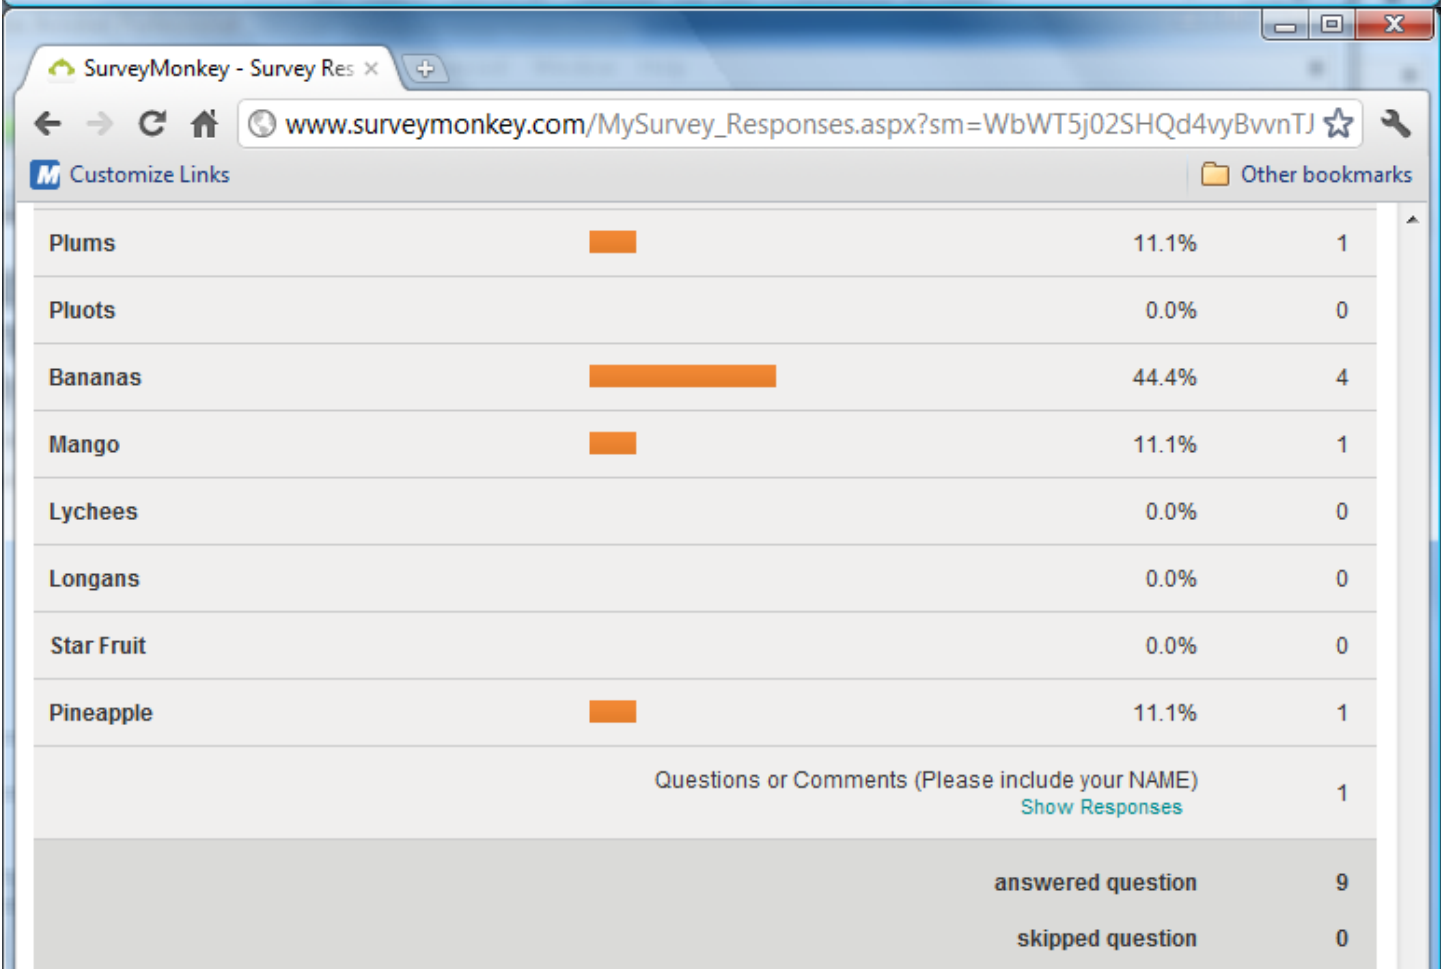 SurveyMonkey - Survey Res
www.surveymonkey.com/MySurvey_Responses.aspx?sm=WbWT5j02SHQd4vyBvvnTJ
Customize Links Other bookmarks
Plums 11.1% 1
Pluots 0.0% 0
Bananas 44.4% 4
Mango 11.1% 1
Lychees 0.0% 0
Longans 0.0% 0
Star Fruit 0.0% 0
Pineapple 11.1% 1
Questions or Comments (Please include your NAME) 1
Show Responses
answered question 9
skipped question 0